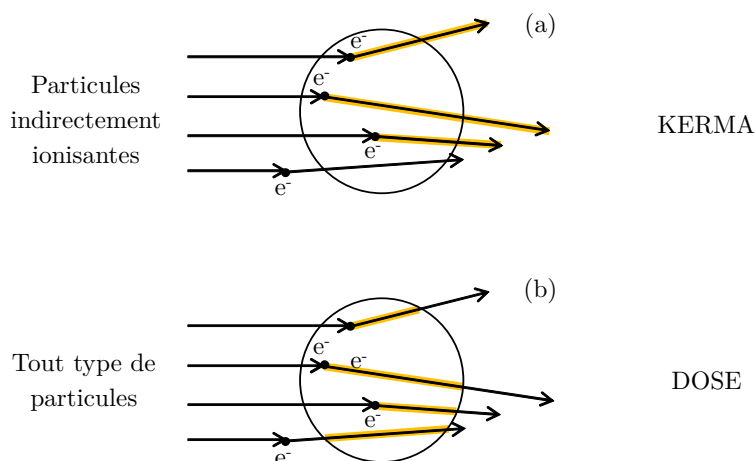 (a)
e-
e-
Particules
indirectement
ionisantes
KERMA
e-
e-
(b)
e-
e-
Tout type de
particules
DOSE
e-
e-